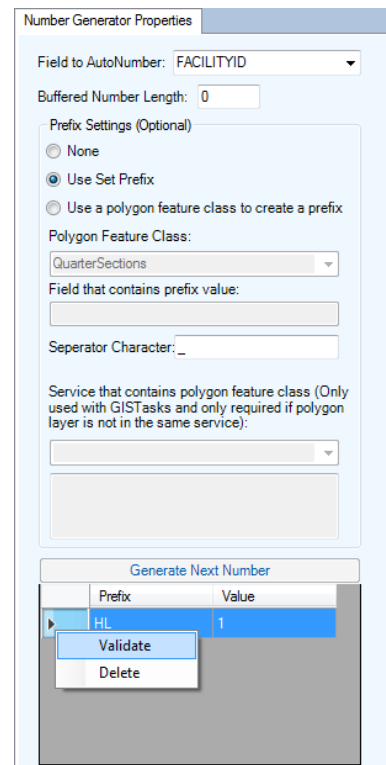 Number Generator Properties
Field to AutoNumber: FACILITYID
Buffered Number Length: 0
Prefix Settings (Optional)
None
Use Set Prefix
Use a polygon feature class to create a prefix
Polygon Feature Class:
QuarterSections
Field that contains prefix value:
Seperator Character: _
Service that contains polygon feature class (Only
used with GISTasks and only required if polygon
layer is not in the same service):
Generate Next Number
Prefix Value
HL 1
Validate
Delete